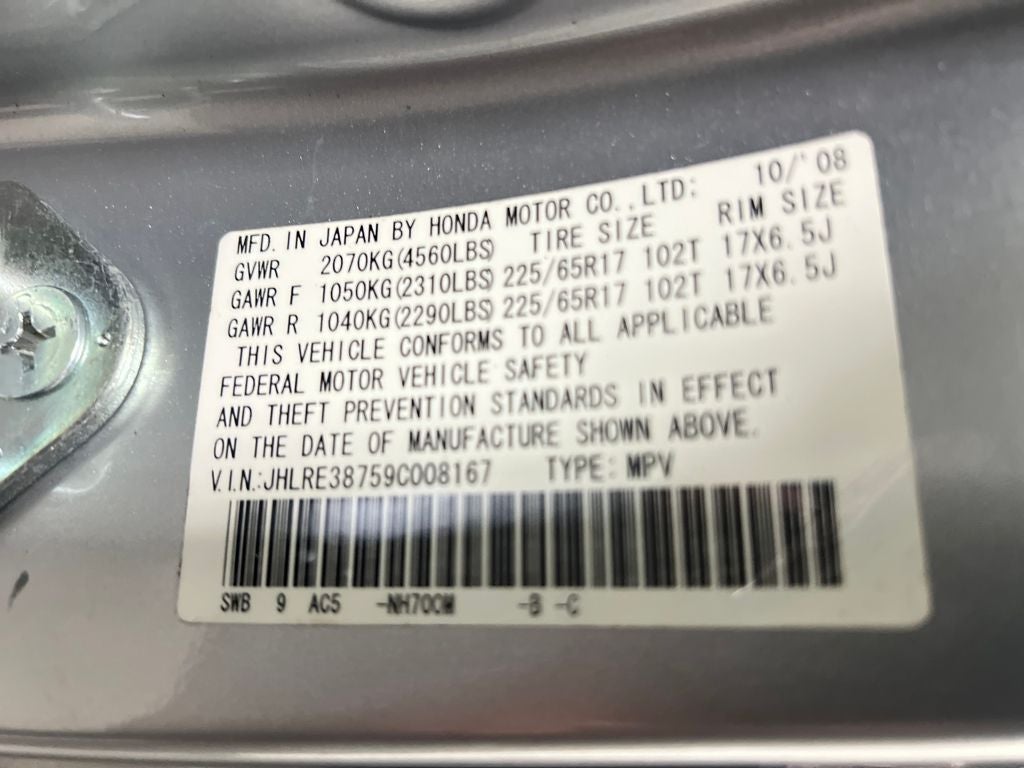 MFD. IN JAPAN BY HONDA MOTOR CO.,LTD: 10/'08
GVWR 2070KG(4560LBS) TIRE SIZE RIM SIZE
GAWR F 1050KG(2310LBS) 225/65R17 102T 17X6.5J
GAWR R 1040KG(2290LBS) 225/65R17 102T 17X6.5J
THIS VEHICLE CONFORMS TO ALL APPLICABLE
FEDERAL MOTOR VEHICLE SAFETY
AND THEFT PREVENTION STANDARDS IN EFFECT
ON THE DATE OF MANUFACTURE SHOWN ABOVE.
V.I.N.:JHLRE38759C008167 TYPE: MPV
SWB 9 AC5 -NH700M -B -C